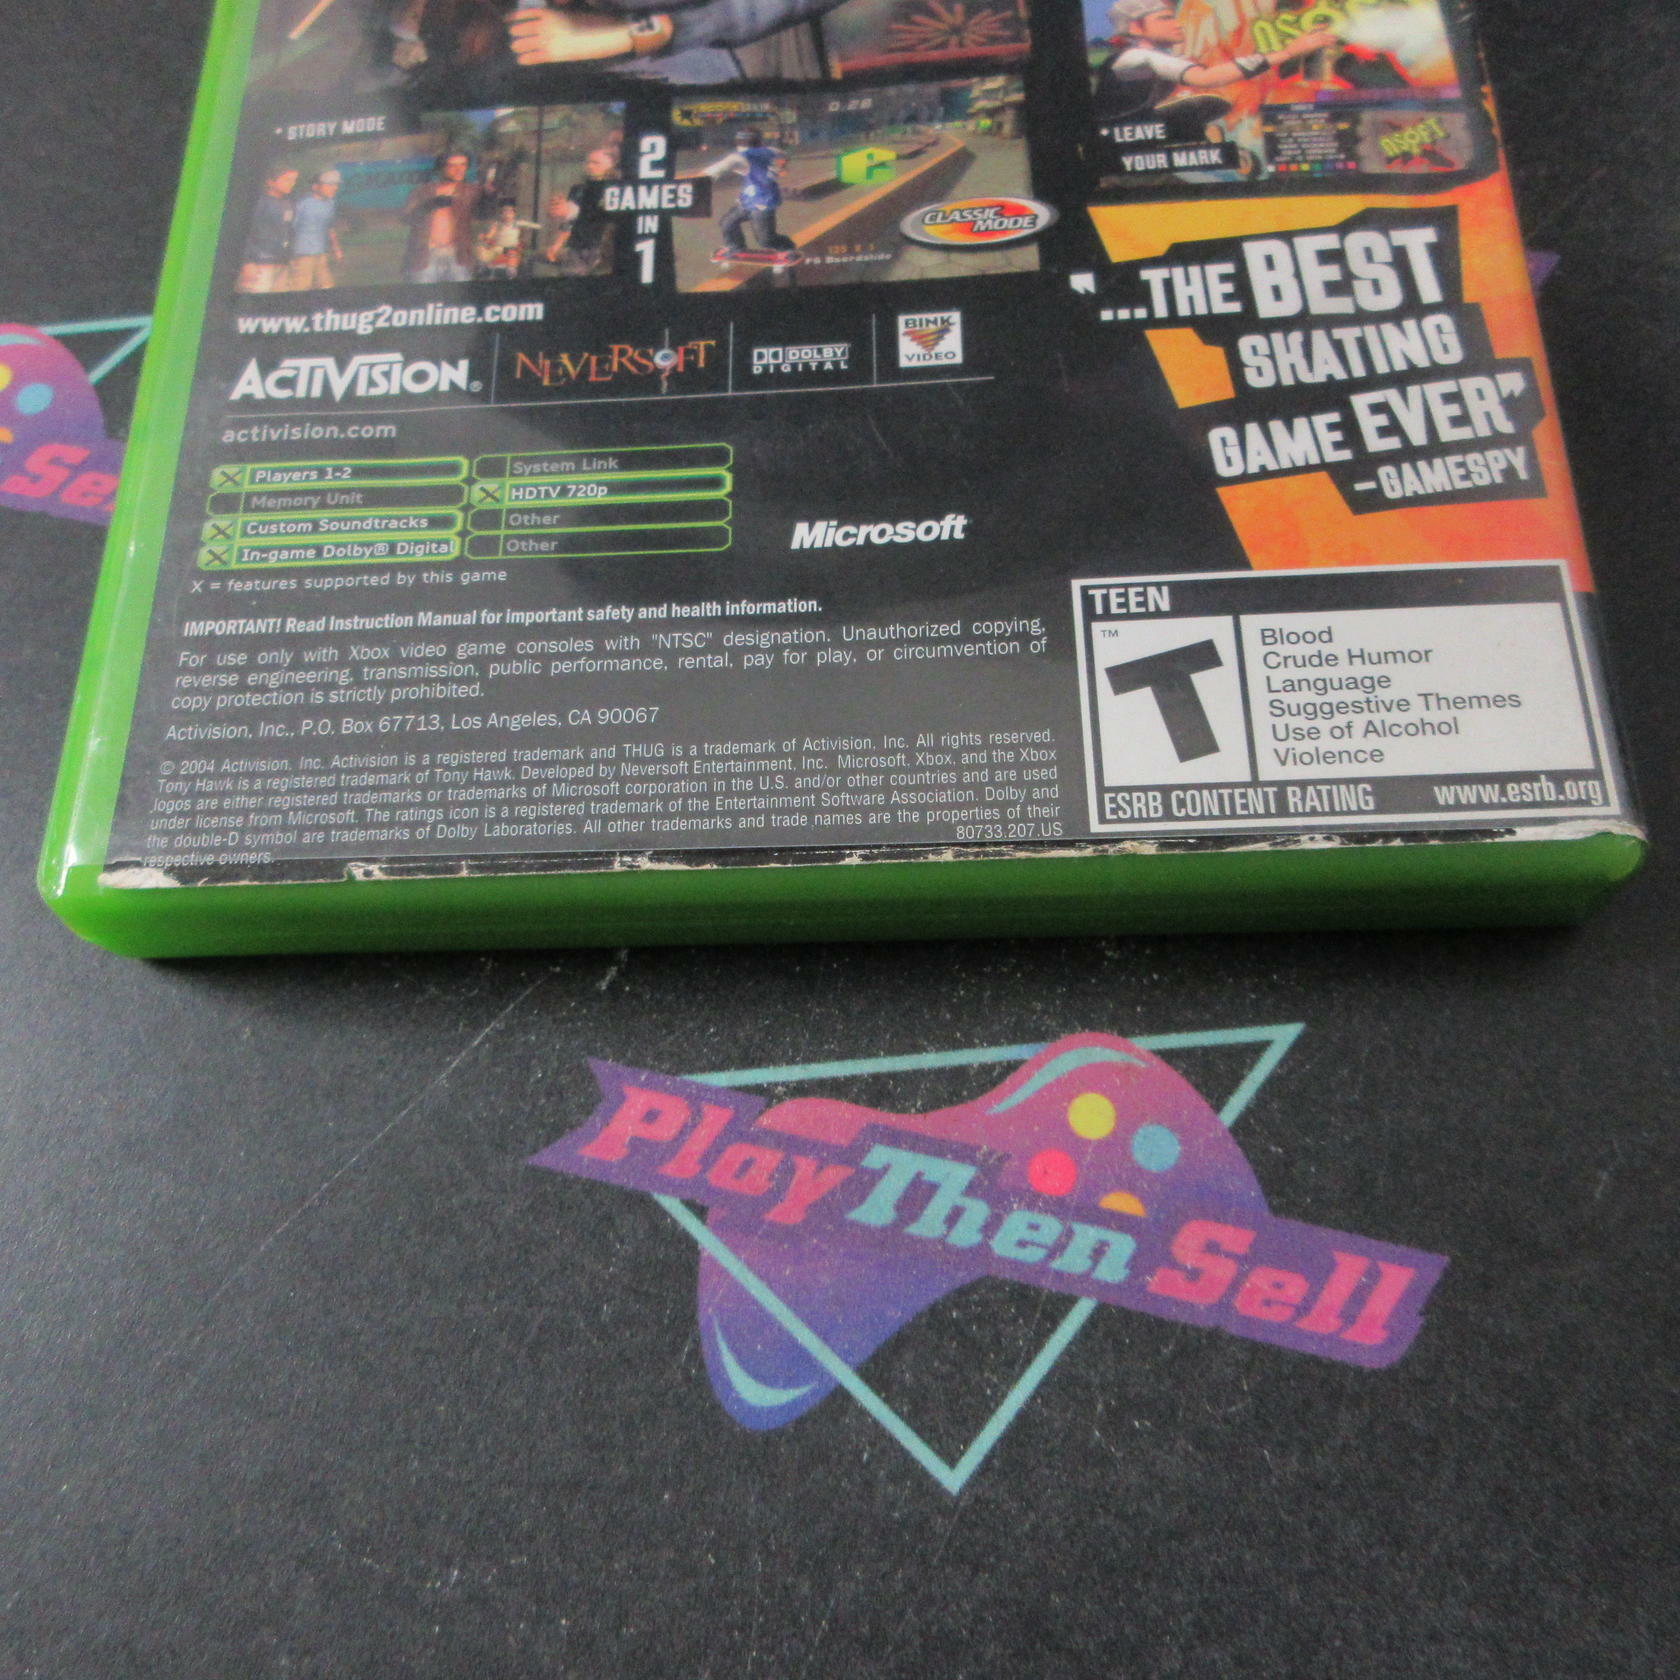 • STORY MODE
2
GAMES
IN
1
0:28
CLASSIC
MODE
FS Boardslide
• LEAVE
YOUR MARK
NSOFT
www.thug2online.com
ACTIVISION®
NEVERSOFT
DOLBY
DIGITAL
BINK
VIDEO
activision.com
"...THE BEST
SKATING
GAME EVER"
–GAMESPY
X Players 1-2
Memory Unit
X Custom Soundtracks
X In-game Dolby® Digital
System Link
X HDTV 720p
Other
Other
X = features supported by this game
Microsoft
IMPORTANT! Read Instruction Manual for important safety and health information.
For use only with Xbox video game consoles with "NTSC" designation. Unauthorized copying,
reverse engineering, transmission, public performance, rental, pay for play, or circumvention of
copy protection is strictly prohibited.
Activision, Inc., P.O. Box 67713, Los Angeles, CA 90067
© 2004 Activision, Inc. Activision is a registered trademark and THUG is a trademark of Activision, Inc. All rights reserved.
Tony Hawk is a registered trademark of Tony Hawk. Developed by Neversoft Entertainment, Inc. Microsoft, Xbox, and the Xbox
logos are either registered trademarks or trademarks of Microsoft corporation in the U.S. and/or other countries and are used
under license from Microsoft. The ratings icon is a registered trademark of the Entertainment Software Association. Dolby and
the double-D symbol are trademarks of Dolby Laboratories. All other trademarks and trade names are the properties of their
respective owners.
80733.207.US
TEEN
™
T
Blood
Crude Humor
Language
Suggestive Themes
Use of Alcohol
Violence
ESRB CONTENT RATING www.esrb.org
Play Then Sell
Sel